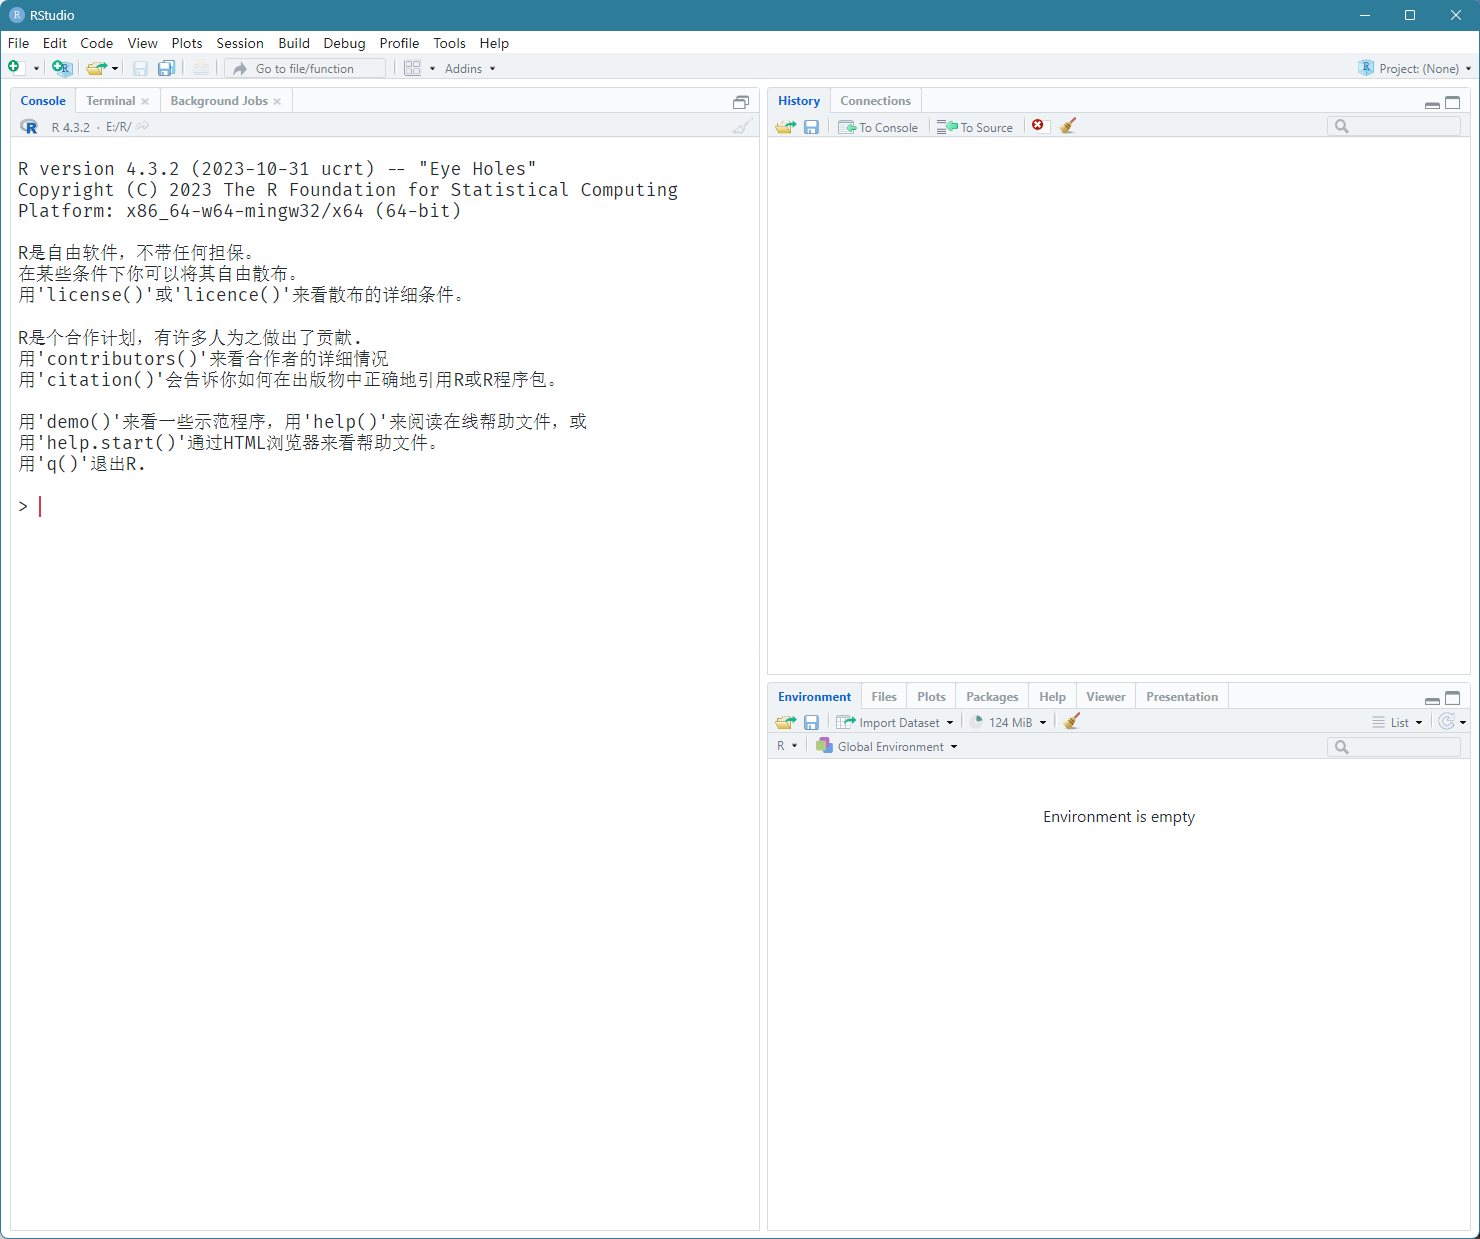 RStudio
File Edit Code View Plots Session Build Debug Profile Tools Help
Go to file/function Addins Project: (None)
Console Terminal Background Jobs
R 4.3.2 · E:/R/
R version 4.3.2 (2023-10-31 ucrt) -- "Eye Holes"
Copyright (C) 2023 The R Foundation for Statistical Computing
Platform: x86_64-w64-mingw32/x64 (64-bit)
R是自由软件，不带任何担保。
在某些条件下你可以将其自由散布。
用'license()'或'licence()'来看散布的详细条件。
R是个合作计划，有许多人为之做出了贡献.
用'contributors()'来看合作者的详细情况
用'citation()'会告诉你如何在出版物中正确地引用R或R程序包。
用'demo()'来看一些示范程序，用'help()'来阅读在线帮助文件，或
用'help.start()'通过HTML浏览器来看帮助文件。
用'q()'退出R.
>
History Connections
To Console To Source
Environment Files Plots Packages Help Viewer Presentation
Import Dataset 124 MiB List
R Global Environment
Environment is empty